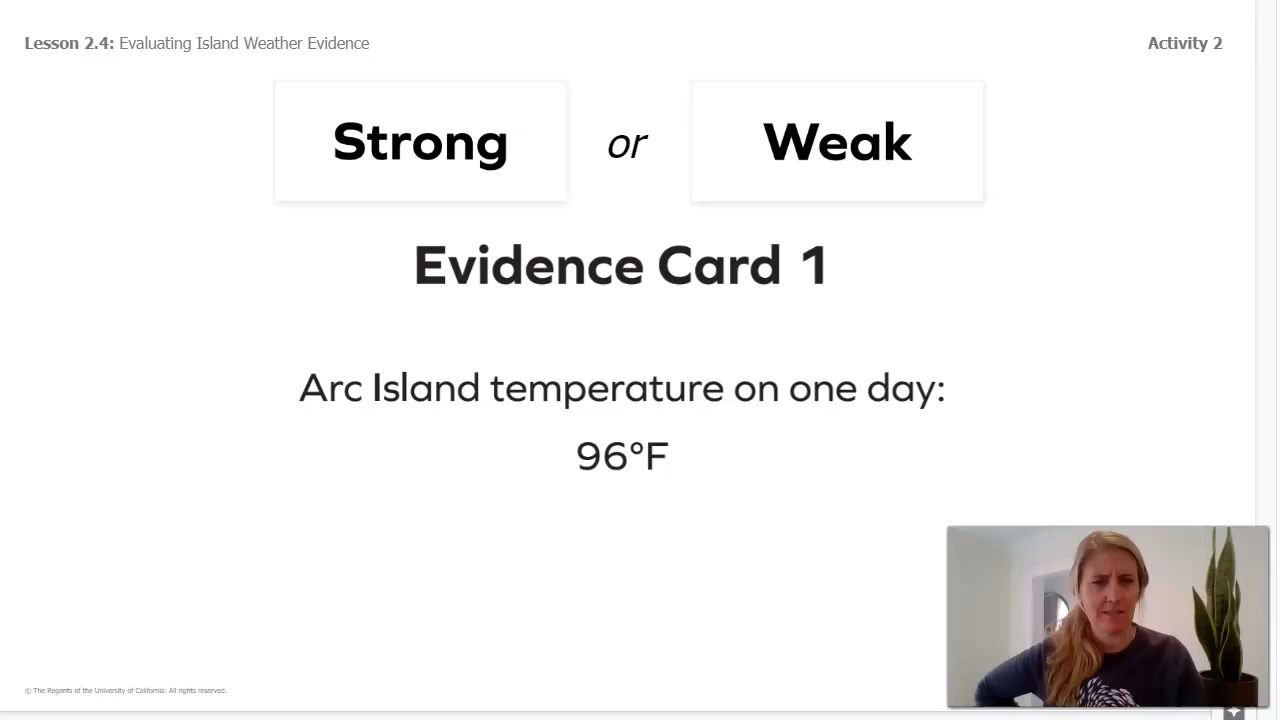 Lesson 2.4: Evaluating Island Weather Evidence
Activity 2
Strong or Weak
Evidence Card 1
Arc Island temperature on one day:
96°F
© The Regents of the University of California. All rights reserved.